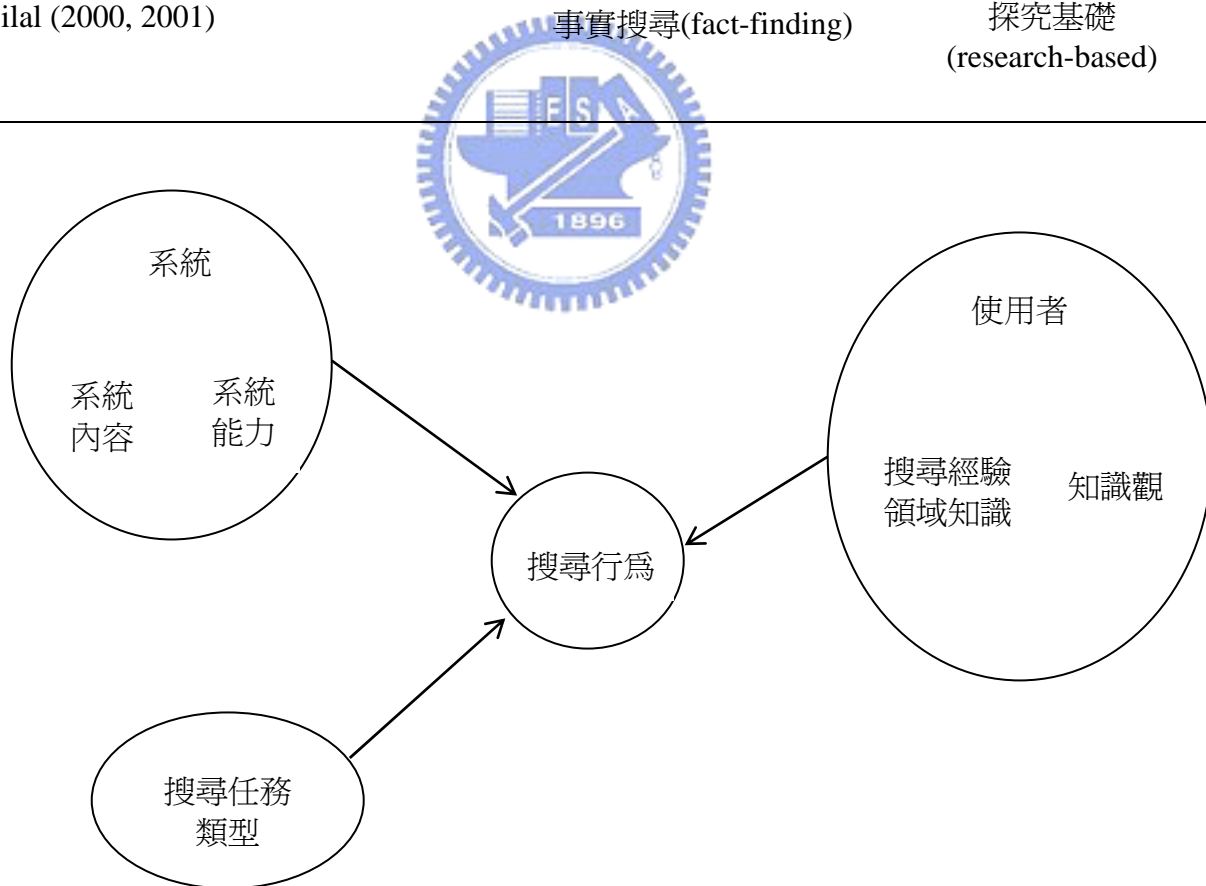 ilal (2000, 2001)
事實搜尋(fact-finding)
探究基礎
(research-based)
E S A
1896
系統
系統
內容
系統
能力
使用者
搜尋經驗
領域知識
知識觀
搜尋行為
搜尋任務
類型